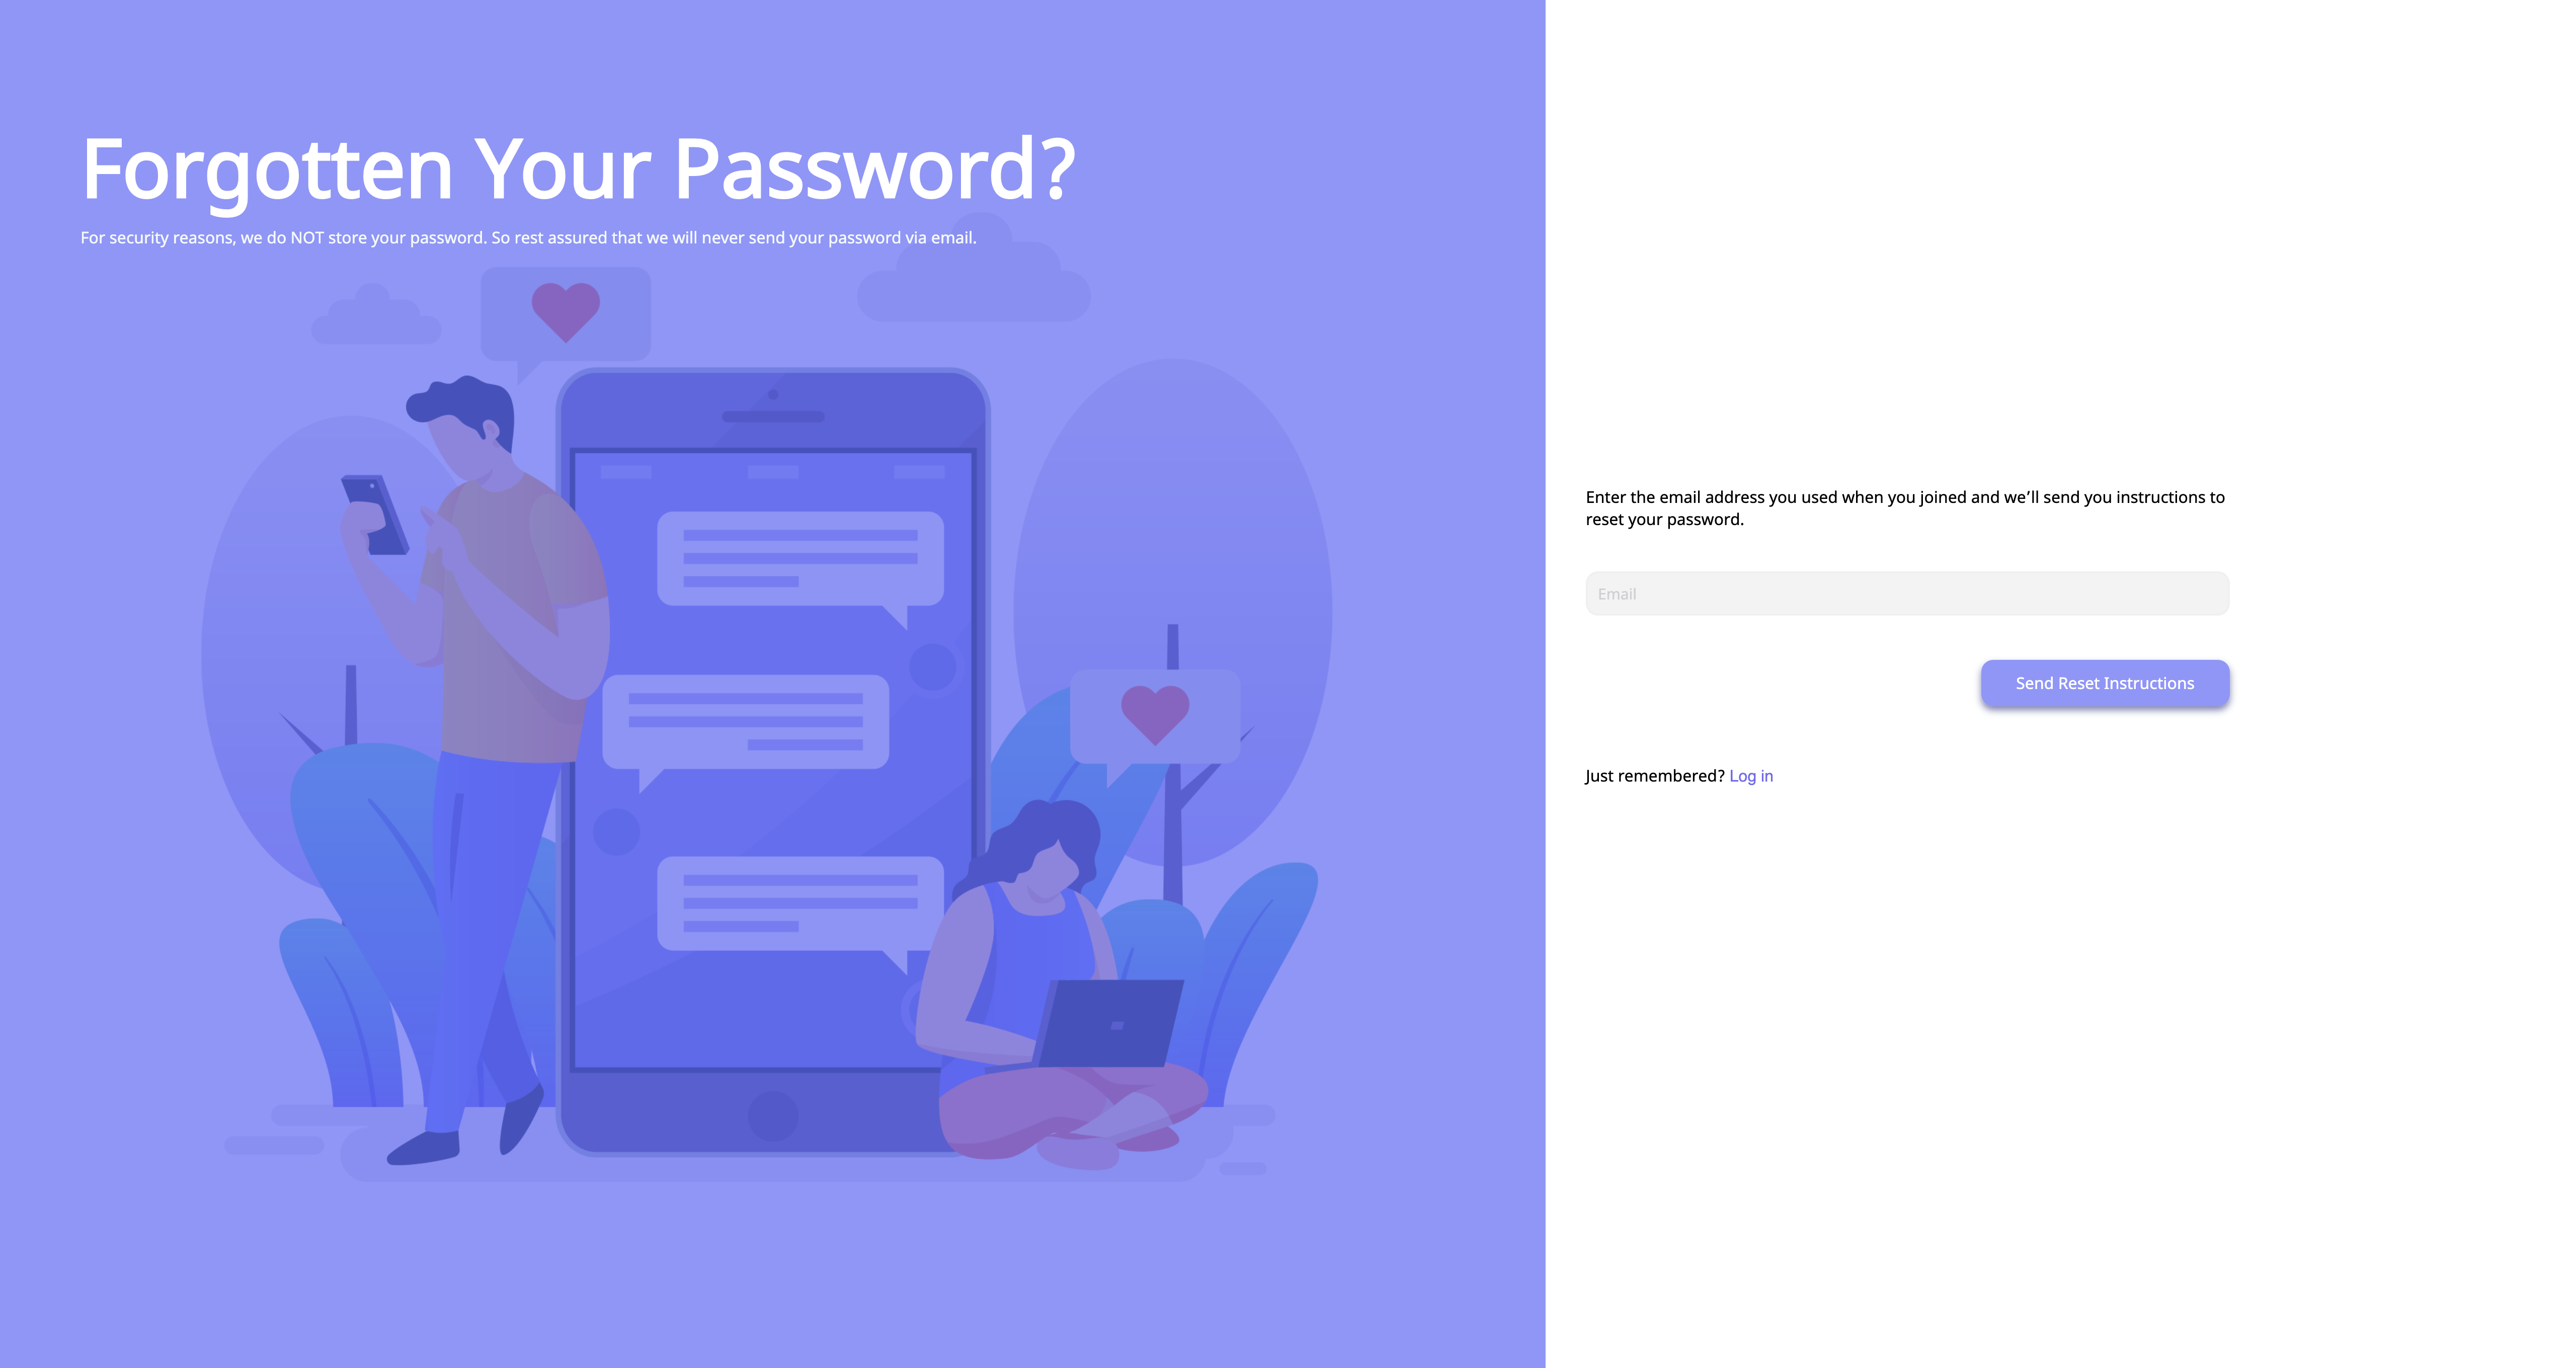 Forgotten Your Password?
For security reasons, we do NOT store your password. So rest assured that we will never send your password via email.
Enter the email address you used when you joined and we’ll send you instructions to
reset your password.
Email
Send Reset Instructions
Just remembered? Log in